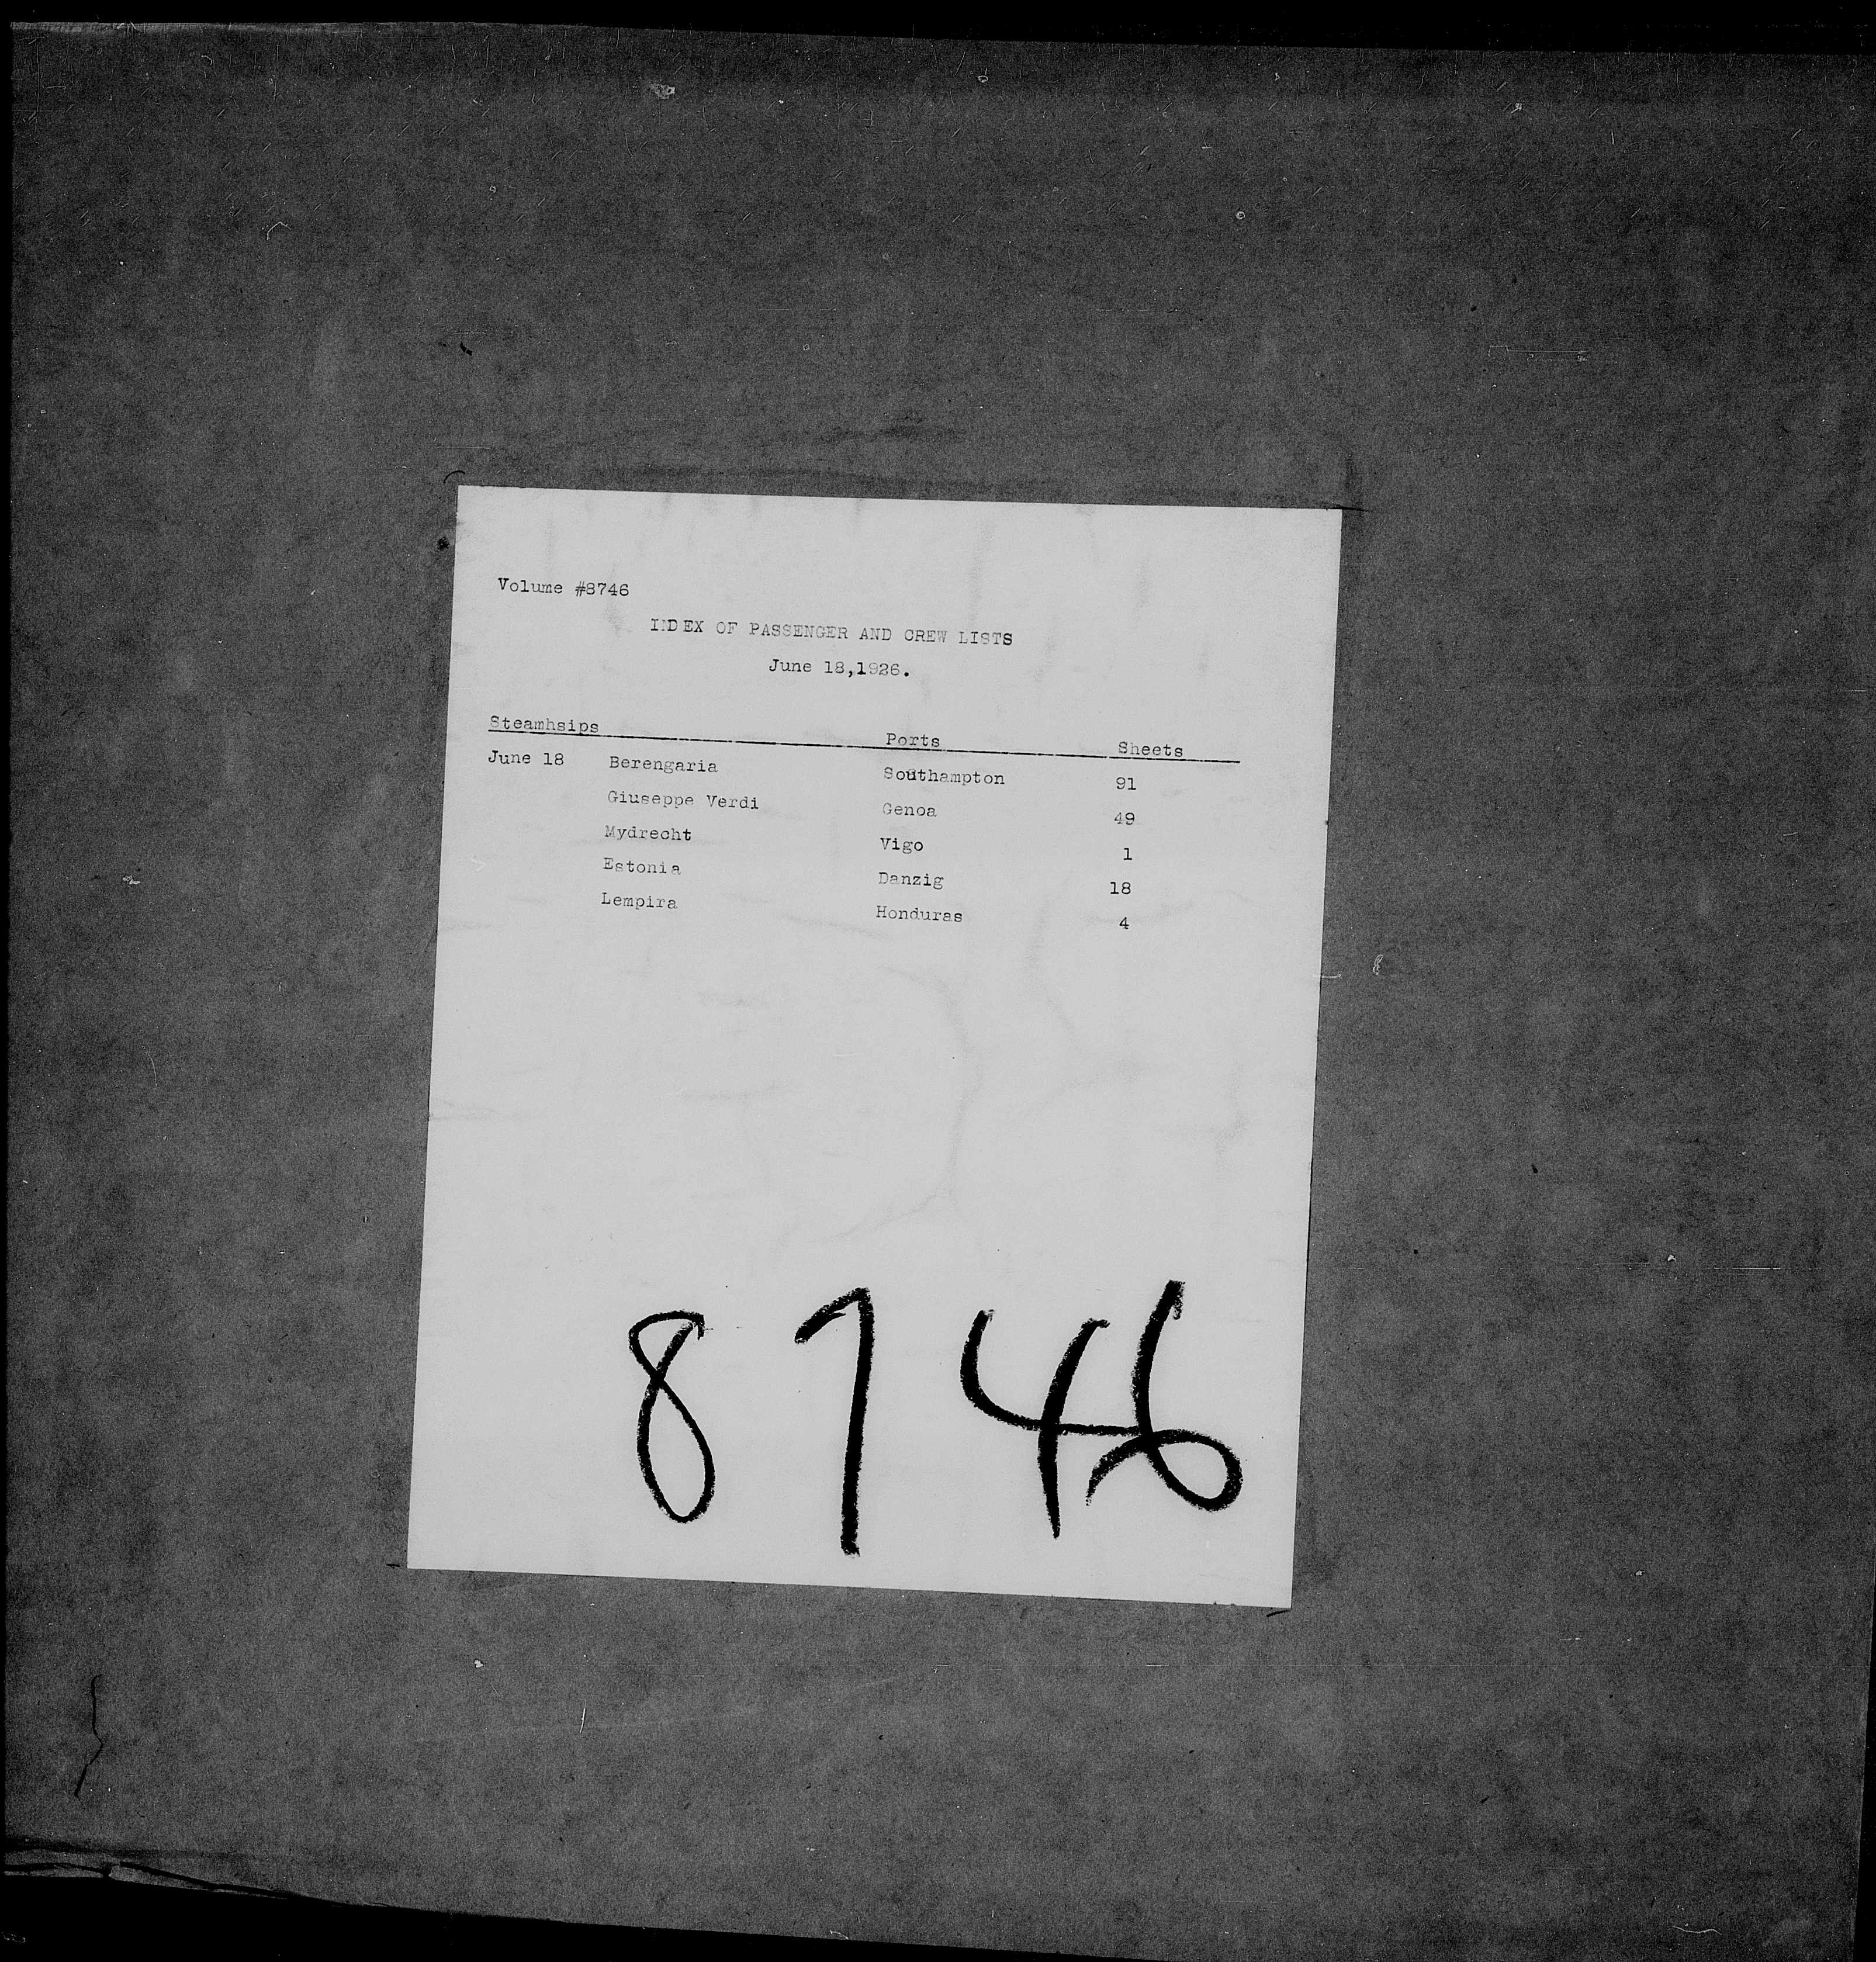 Volume #8746
INDEX OF PASSENGER AND CREW LISTS
June 18,1926.
Steamhsips Ports Sheets
June 18 Berengaria Southampton 91
Giuseppe Verdi Genoa 49
Mydrecht Vigo 1
Estonia Danzig 18
Lempira Honduras 4
8746